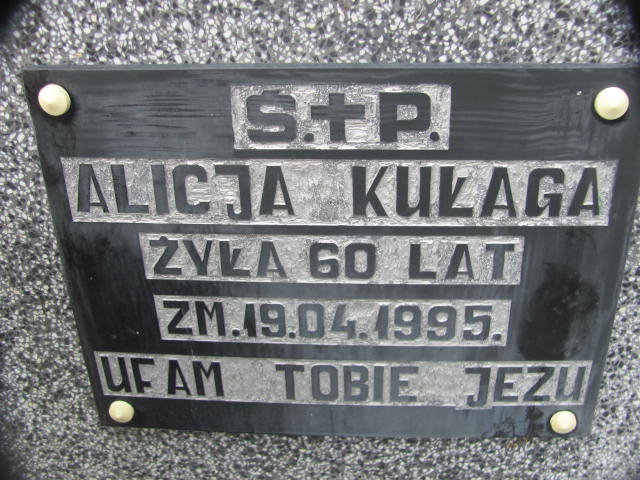 Ś.✝P.
ALICJA KUŁAGA
ŻYŁA 60 LAT
ZM.19.04.1995.
UFAM TOBIE JEZU